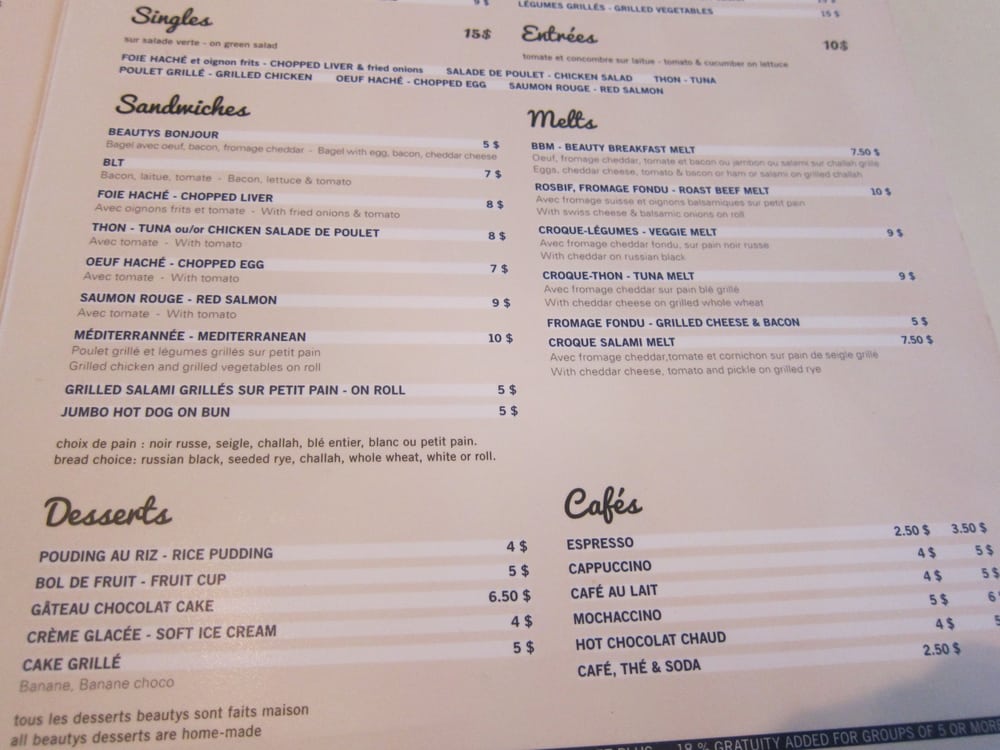 9 $
Singles
15$
sur salade verte - on green salad
LÉGUMES GRILLÉS - GRILLED VEGETABLES 15 $
Entrées
10$
tomate et concombre sur laitue - tomato & cucumber on lettuce
FOIE HACHÉ et oignon frits - CHOPPED LIVER & fried onions SALADE DE POULET - CHICKEN SALAD THON - TUNA
POULET GRILLÉ - GRILLED CHICKEN OEUF HACHÉ - CHOPPED EGG SAUMON ROUGE - RED SALMON
Sandwiches
BEAUTYS BONJOUR 5 $
Bagel avec oeuf, bacon, fromage cheddar - Bagel with egg, bacon, cheddar cheese
BLT 7 $
Bacon, laitue, tomate - Bacon, lettuce & tomato
FOIE HACHÉ - CHOPPED LIVER 8 $
Avec oignons frits et tomate - With fried onions & tomato
THON - TUNA ou/or CHICKEN SALADE DE POULET 8 $
Avec tomate - With tomato
OEUF HACHÉ - CHOPPED EGG 7 $
Avec tomate - With tomato
SAUMON ROUGE - RED SALMON 9 $
Avec tomate - With tomato
MÉDITERRANNÉE - MEDITERRANEAN 10 $
Poulet grillé et légumes grillés sur petit pain
Grilled chicken and grilled vegetables on roll
GRILLED SALAMI GRILLÉS SUR PETIT PAIN - ON ROLL 5 $
JUMBO HOT DOG ON BUN 5 $
choix de pain : noir russe, seigle, challah, blé entier, blanc ou petit pain.
bread choice: russian black, seeded rye, challah, whole wheat, white or roll.
Melts
BBM - BEAUTY BREAKFAST MELT 7.50 $
Oeuf, fromage cheddar, tomate et bacon ou jambon ou salami sur challah grillé
Eggs, cheddar cheese, tomato & bacon or ham or salami on grilled challah
ROSBIF, FROMAGE FONDU - ROAST BEEF MELT 10 $
Avec fromage suisse et oignons balsamiques sur petit pain
With swiss cheese & balsamic onions on roll
CROQUE-LÉGUMES - VEGGIE MELT 9 $
Avec fromage cheddar fondu, sur pain noir russe
With cheddar on russian black
CROQUE-THON - TUNA MELT 9 $
Avec fromage cheddar sur pain blé grillé
With cheddar cheese on grilled whole wheat
FROMAGE FONDU - GRILLED CHEESE & BACON 5 $
CROQUE SALAMI MELT 7.50 $
Avec fromage cheddar,tomate et cornichon sur pain de seigle grillé
With cheddar cheese, tomato and pickle on grilled rye
Desserts
POUDING AU RIZ - RICE PUDDING 4 $
BOL DE FRUIT - FRUIT CUP 5 $
GÂTEAU CHOCOLAT CAKE 6.50 $
CRÈME GLACÉE - SOFT ICE CREAM 4 $
CAKE GRILLÉ 5 $
Banane, Banane choco
tous les desserts beautys sont faits maison
all beautys desserts are home-made
Cafés
ESPRESSO 2.50 $ 3.50 $
CAPPUCCINO 4 $ 5 $
CAFÉ AU LAIT 4 $ 5 $
MOCHACCINO 5 $ 6
HOT CHOCOLAT CHAUD 4 $ 5
CAFÉ, THÉ & SODA 2.50 $
18 % GRATUITY ADDED FOR GROUPS OF 5 OR MORE